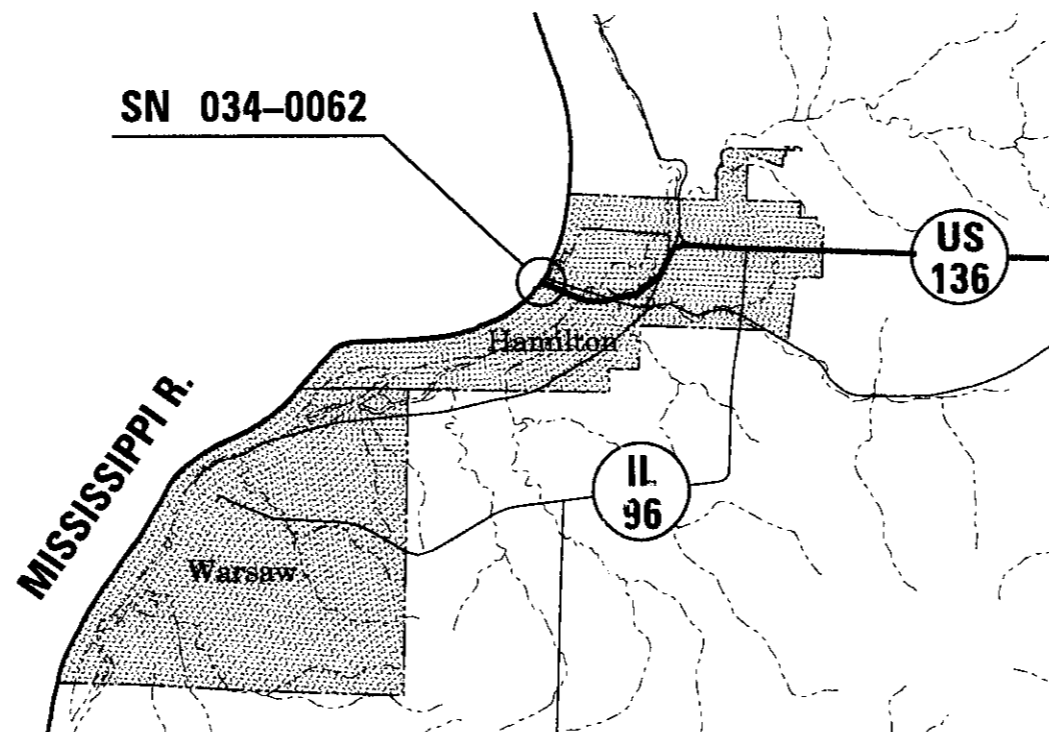 SN 034–0062
US
136
Hamilton
MISSISSIPPI R.
IL
96
Warsaw